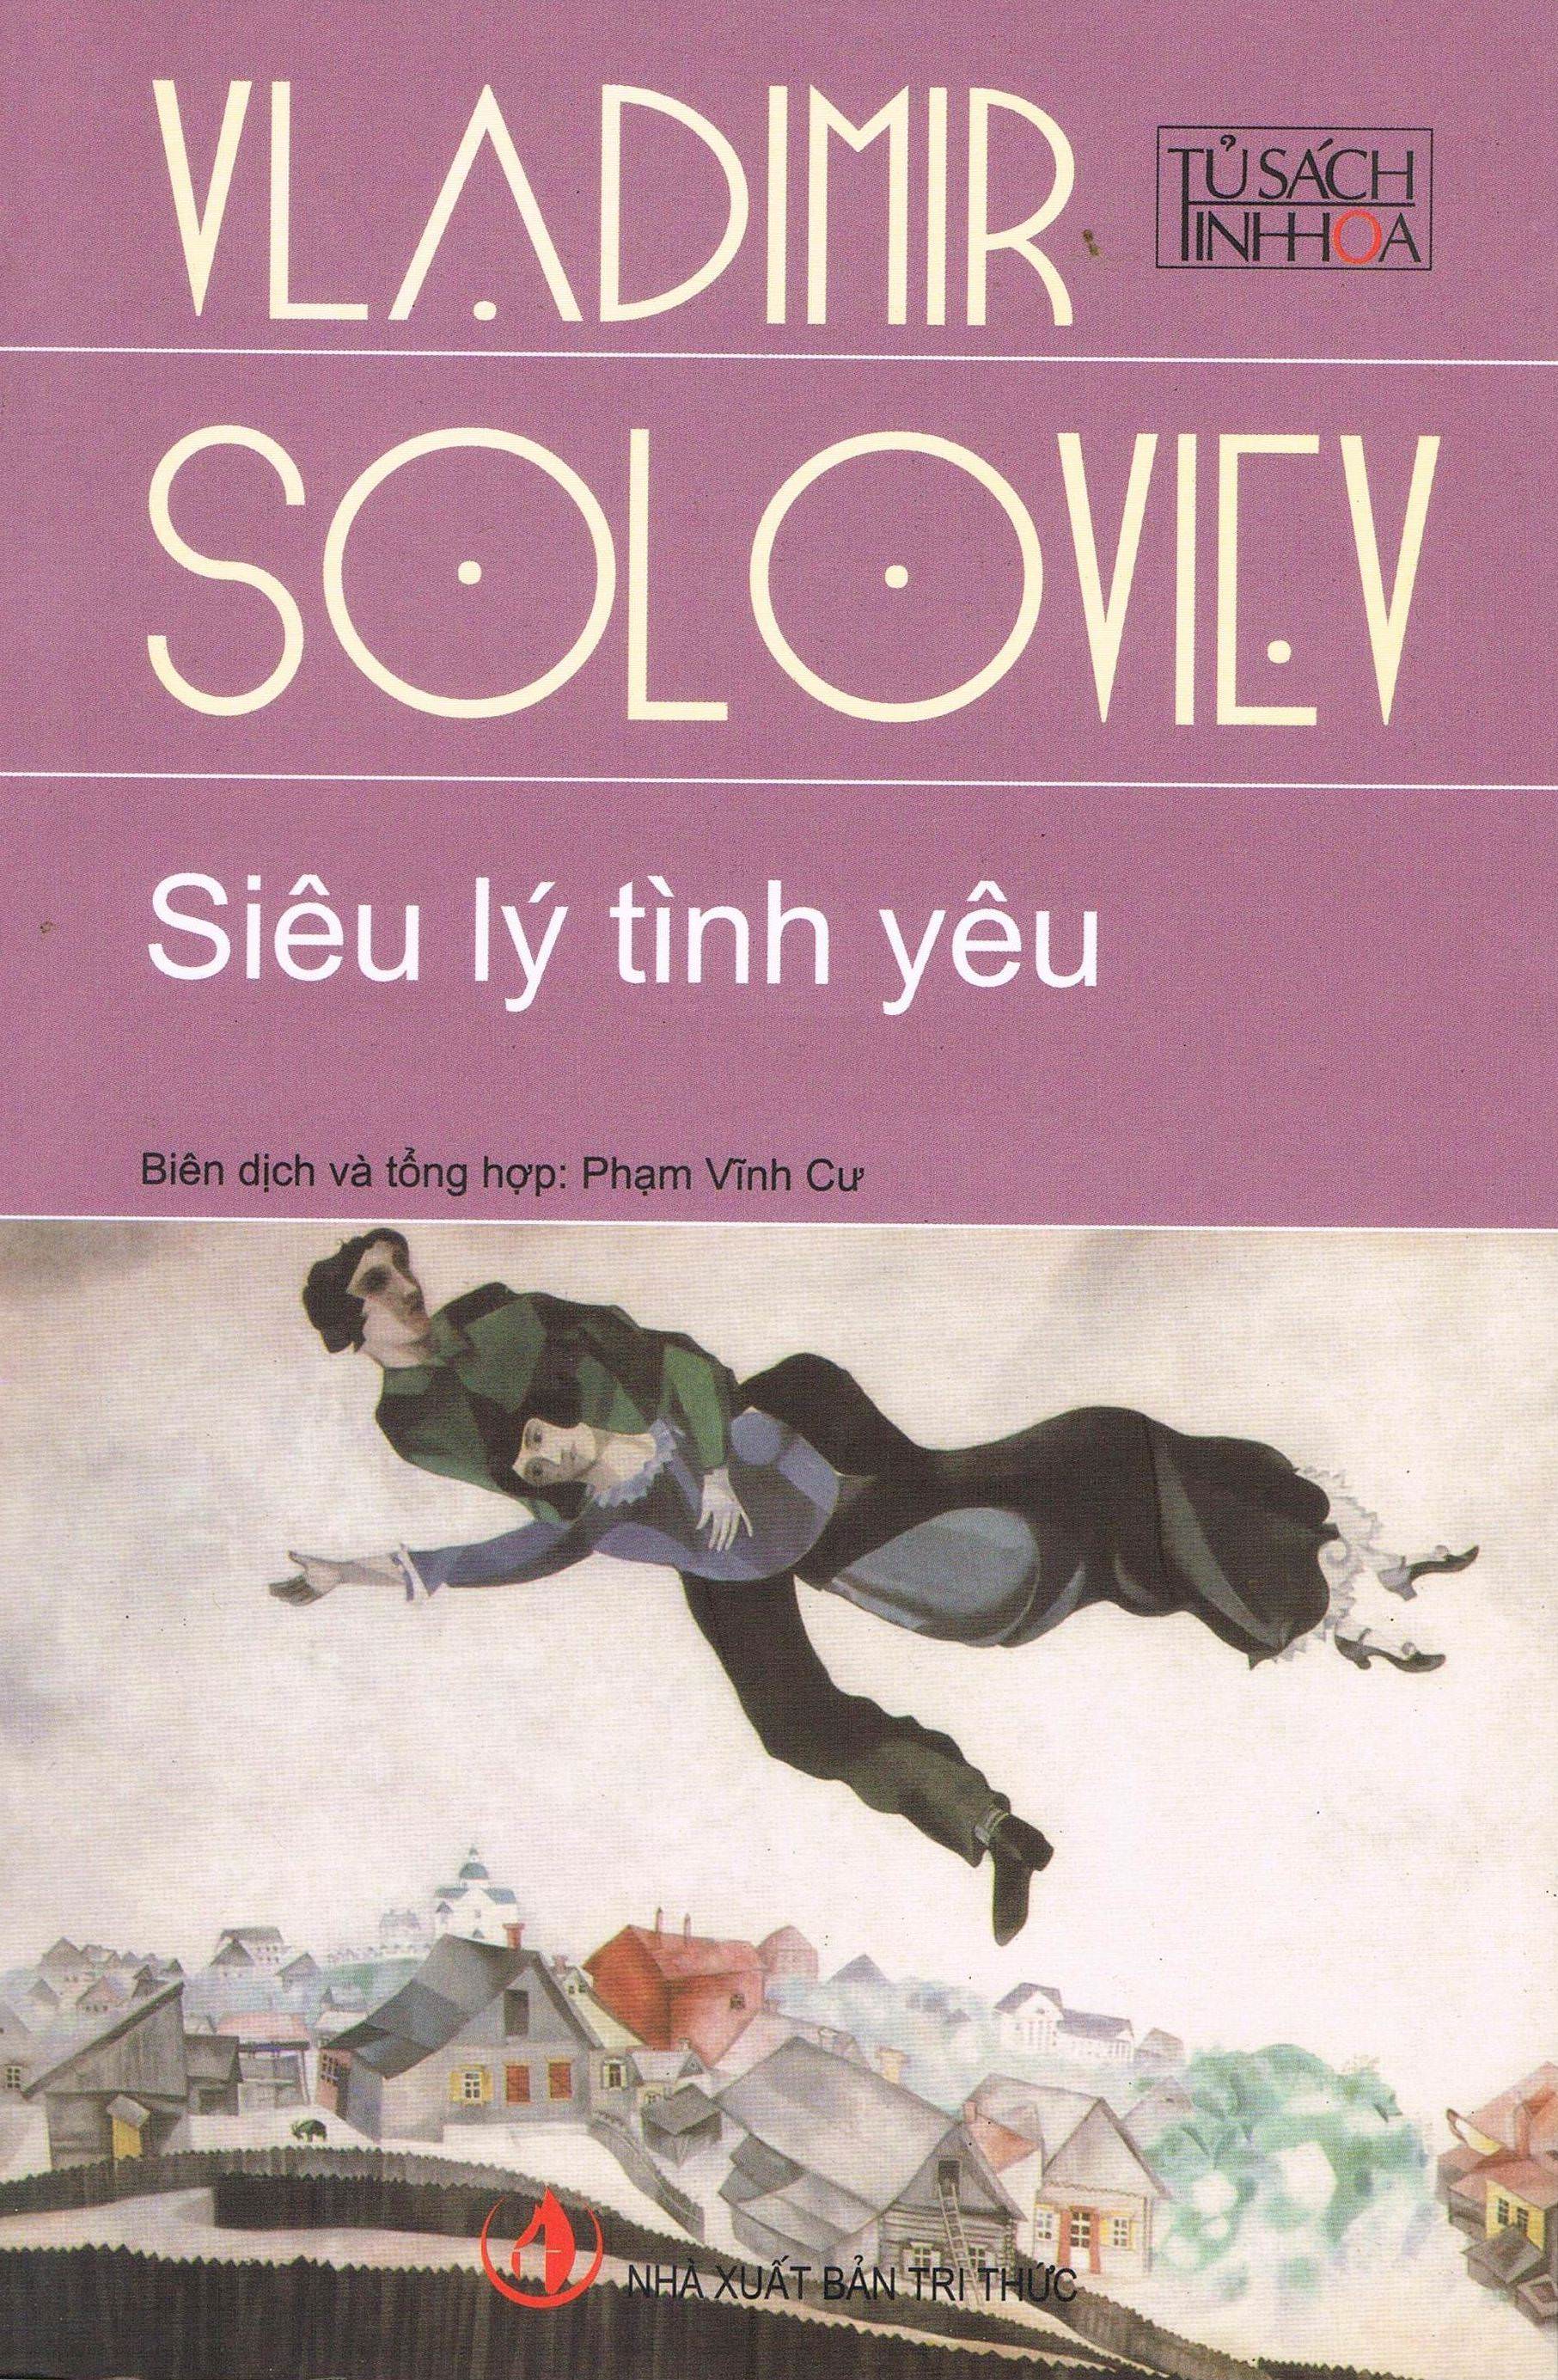 VLADIMIR
TỦ SÁCH
TINH HOA
SOLOVIEV
Siêu lý tình yêu
Biên dịch và tổng hợp: Phạm Vĩnh Cư
NHÀ XUẤT BẢN TRI THỨC